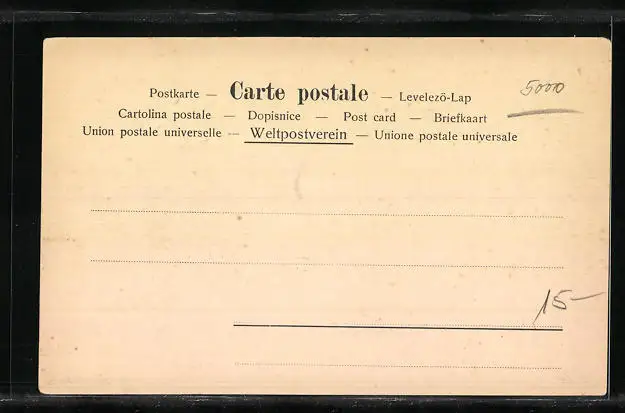 Postkarte — Carte postale — Levelező-Lap
5000
Cartolina postale — Dopisnice — Post card — Briefkaart
Union postale universelle — Weltpostverein — Unione postale universale
15-